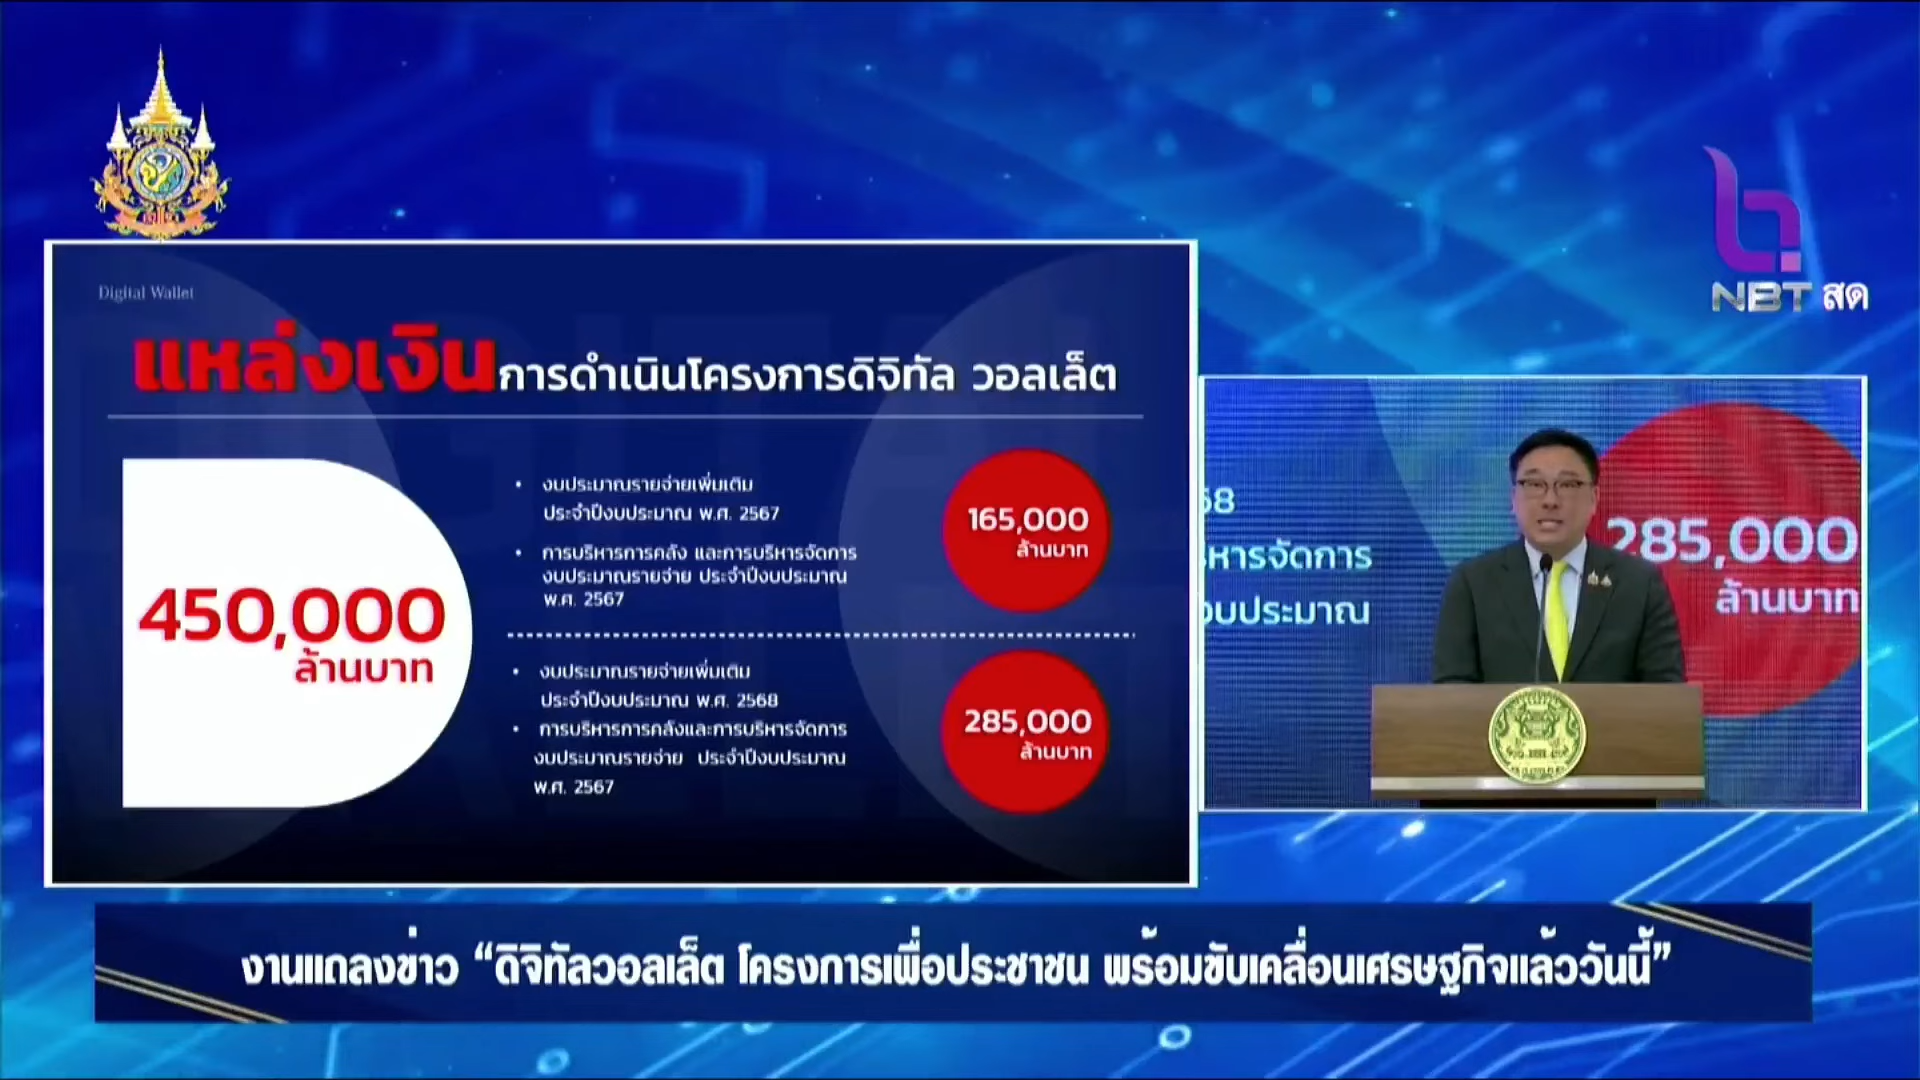 NBT สด
Digital Wallet
แหล่งเงินการดำเนินโครงการดิจิทัล วอลเล็ต
450,000
ล้านบาท
• งบประมาณรายจ่ายเพิ่มเติม
ประจำปีงบประมาณ พ.ศ. 2567
• การบริหารการคลัง และการบริหารจัดการ
งบประมาณรายจ่าย ประจำปีงบประมาณ
พ.ศ. 2567
165,000
ล้านบาท
• งบประมาณรายจ่ายเพิ่มเติม
ประจำปีงบประมาณ พ.ศ. 2568
• การบริหารการคลังและการบริหารจัดการ
งบประมาณรายจ่าย ประจำปีงบประมาณ
พ.ศ. 2567
285,000
ล้านบาท
68
หารจัดการ
งบประมาณ
285,000
ล้านบาท
งานแถลงข่าว “ดิจิทัลวอลเล็ต โครงการเพื่อประชาชน พร้อมขับเคลื่อนเศรษฐกิจแล้ววันนี้”